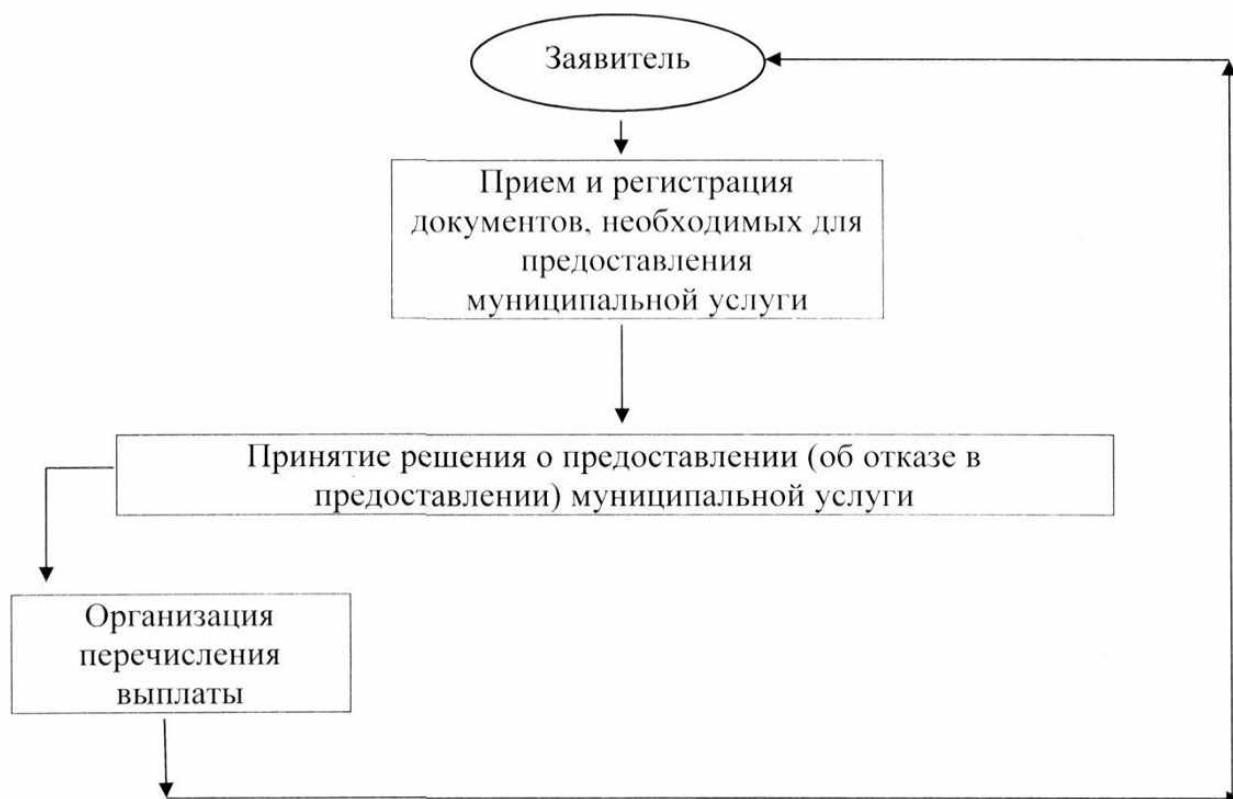 Заявитель
Прием и регистрация
документов, необходимых для
предоставления
муниципальной услуги
Принятие решения о предоставлении (об отказе в
предоставлении) муниципальной услуги
Организация
перечисления
выплаты